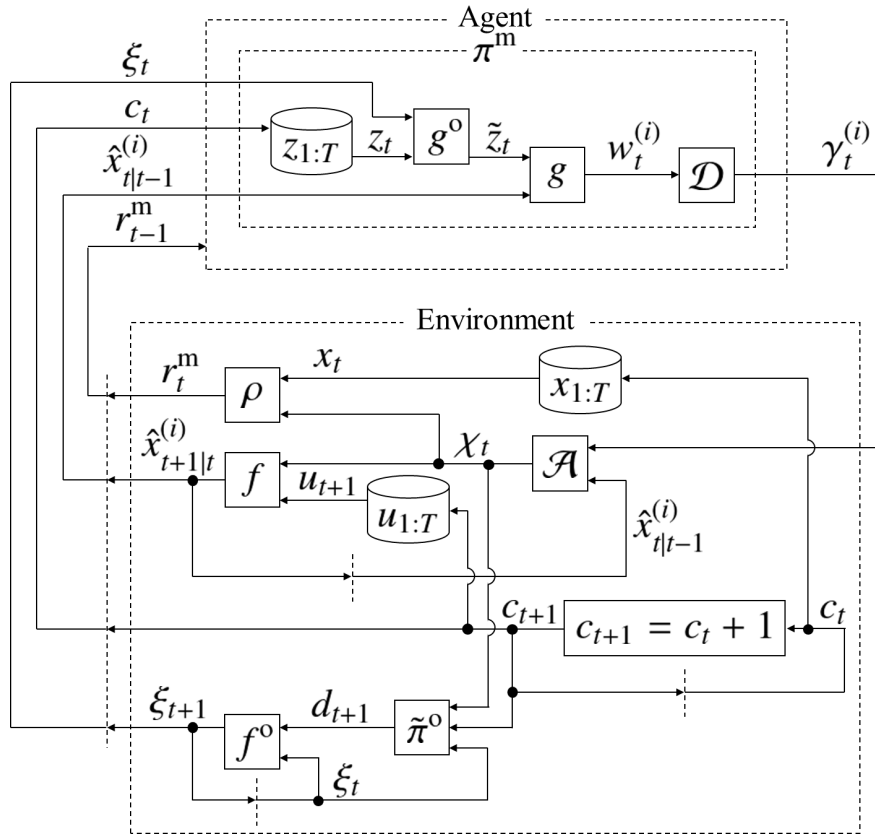 Agent
π^m
ξ_t
c_t
z_{1:T}
z_t
g^o
z̃_t
x̂^{(i)}_{t|t−1}
g
w^{(i)}_t
𝒟
γ^{(i)}_t
r^m_{t−1}
Environment
r^m_t
ρ
x_t
x_{1:T}
x̂^{(i)}_{t+1|t}
f
χ_t
𝒜
u_{t+1}
u_{1:T}
x̂^{(i)}_{t|t−1}
c_{t+1}
c_{t+1} = c_t + 1
c_t
ξ_{t+1}
f^o
d_{t+1}
π̃^o
ξ_t